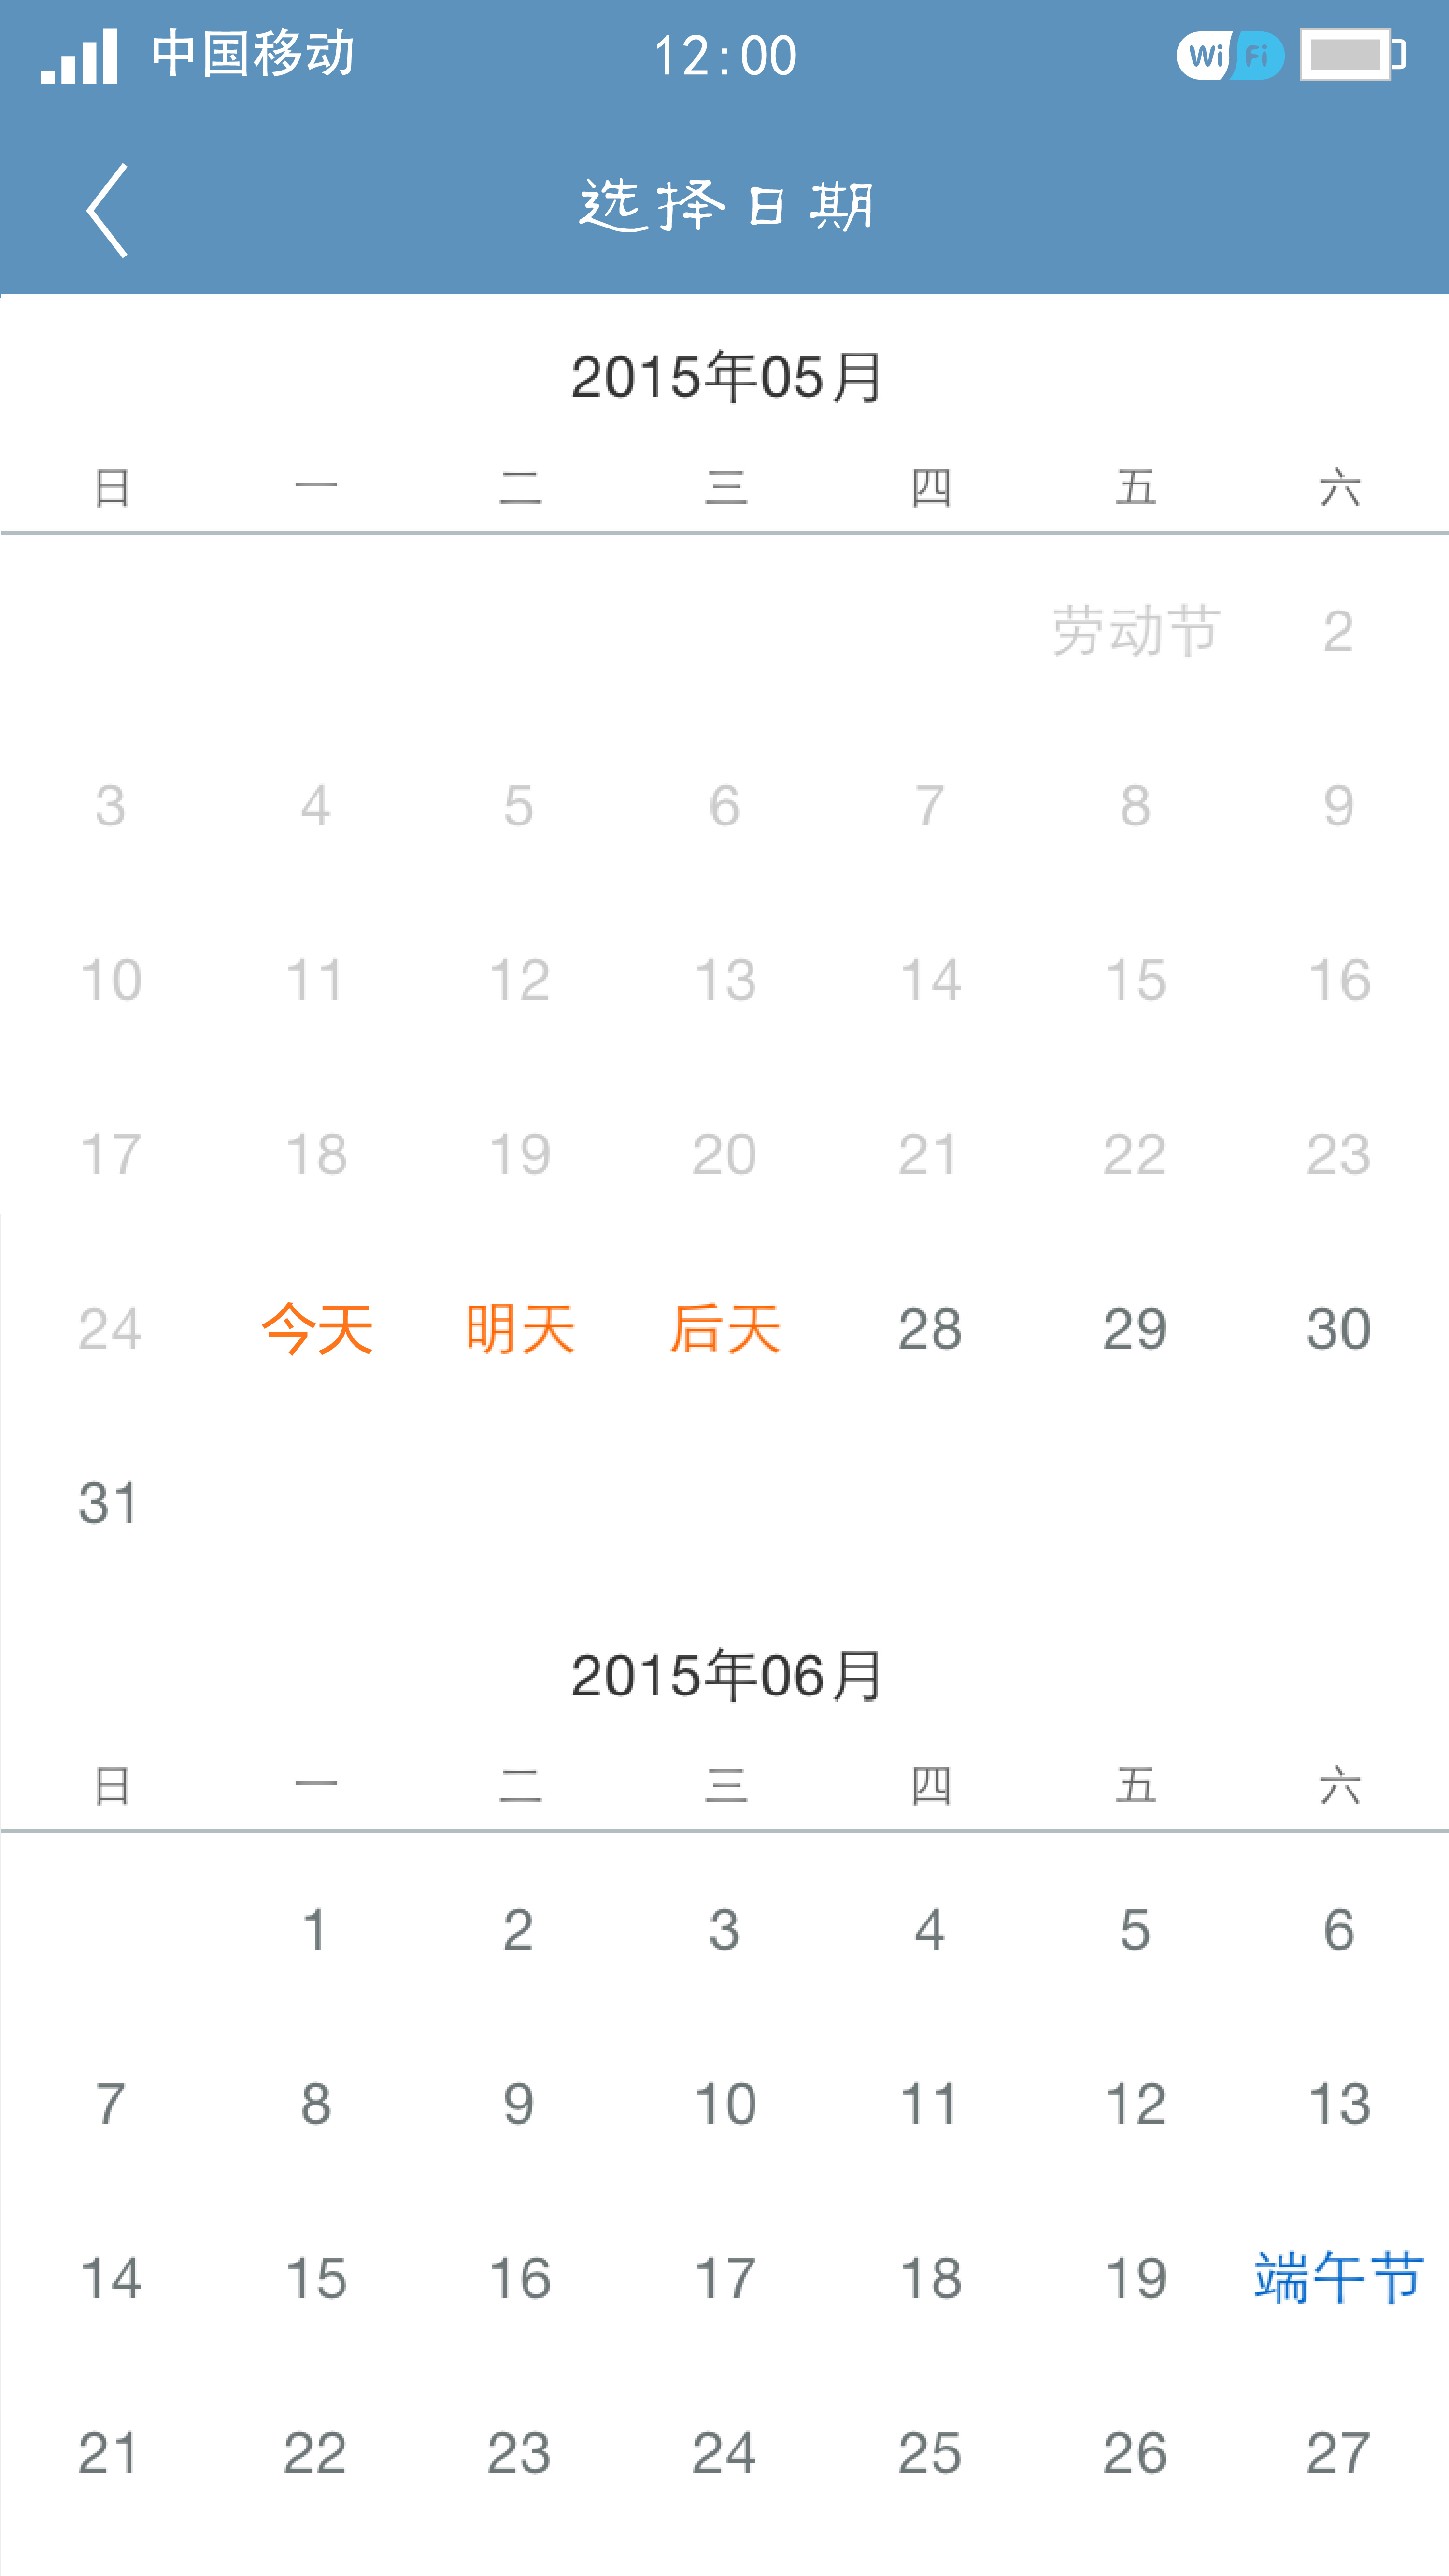 中国移动 12:00 WiFi
选择日期
2015年05月
日 一 二 三 四 五 六
劳动节 2
3 4 5 6 7 8 9
10 11 12 13 14 15 16
17 18 19 20 21 22 23
24 今天 明天 后天 28 29 30
31
2015年06月
日 一 二 三 四 五 六
1 2 3 4 5 6
7 8 9 10 11 12 13
14 15 16 17 18 19 端午节
21 22 23 24 25 26 27